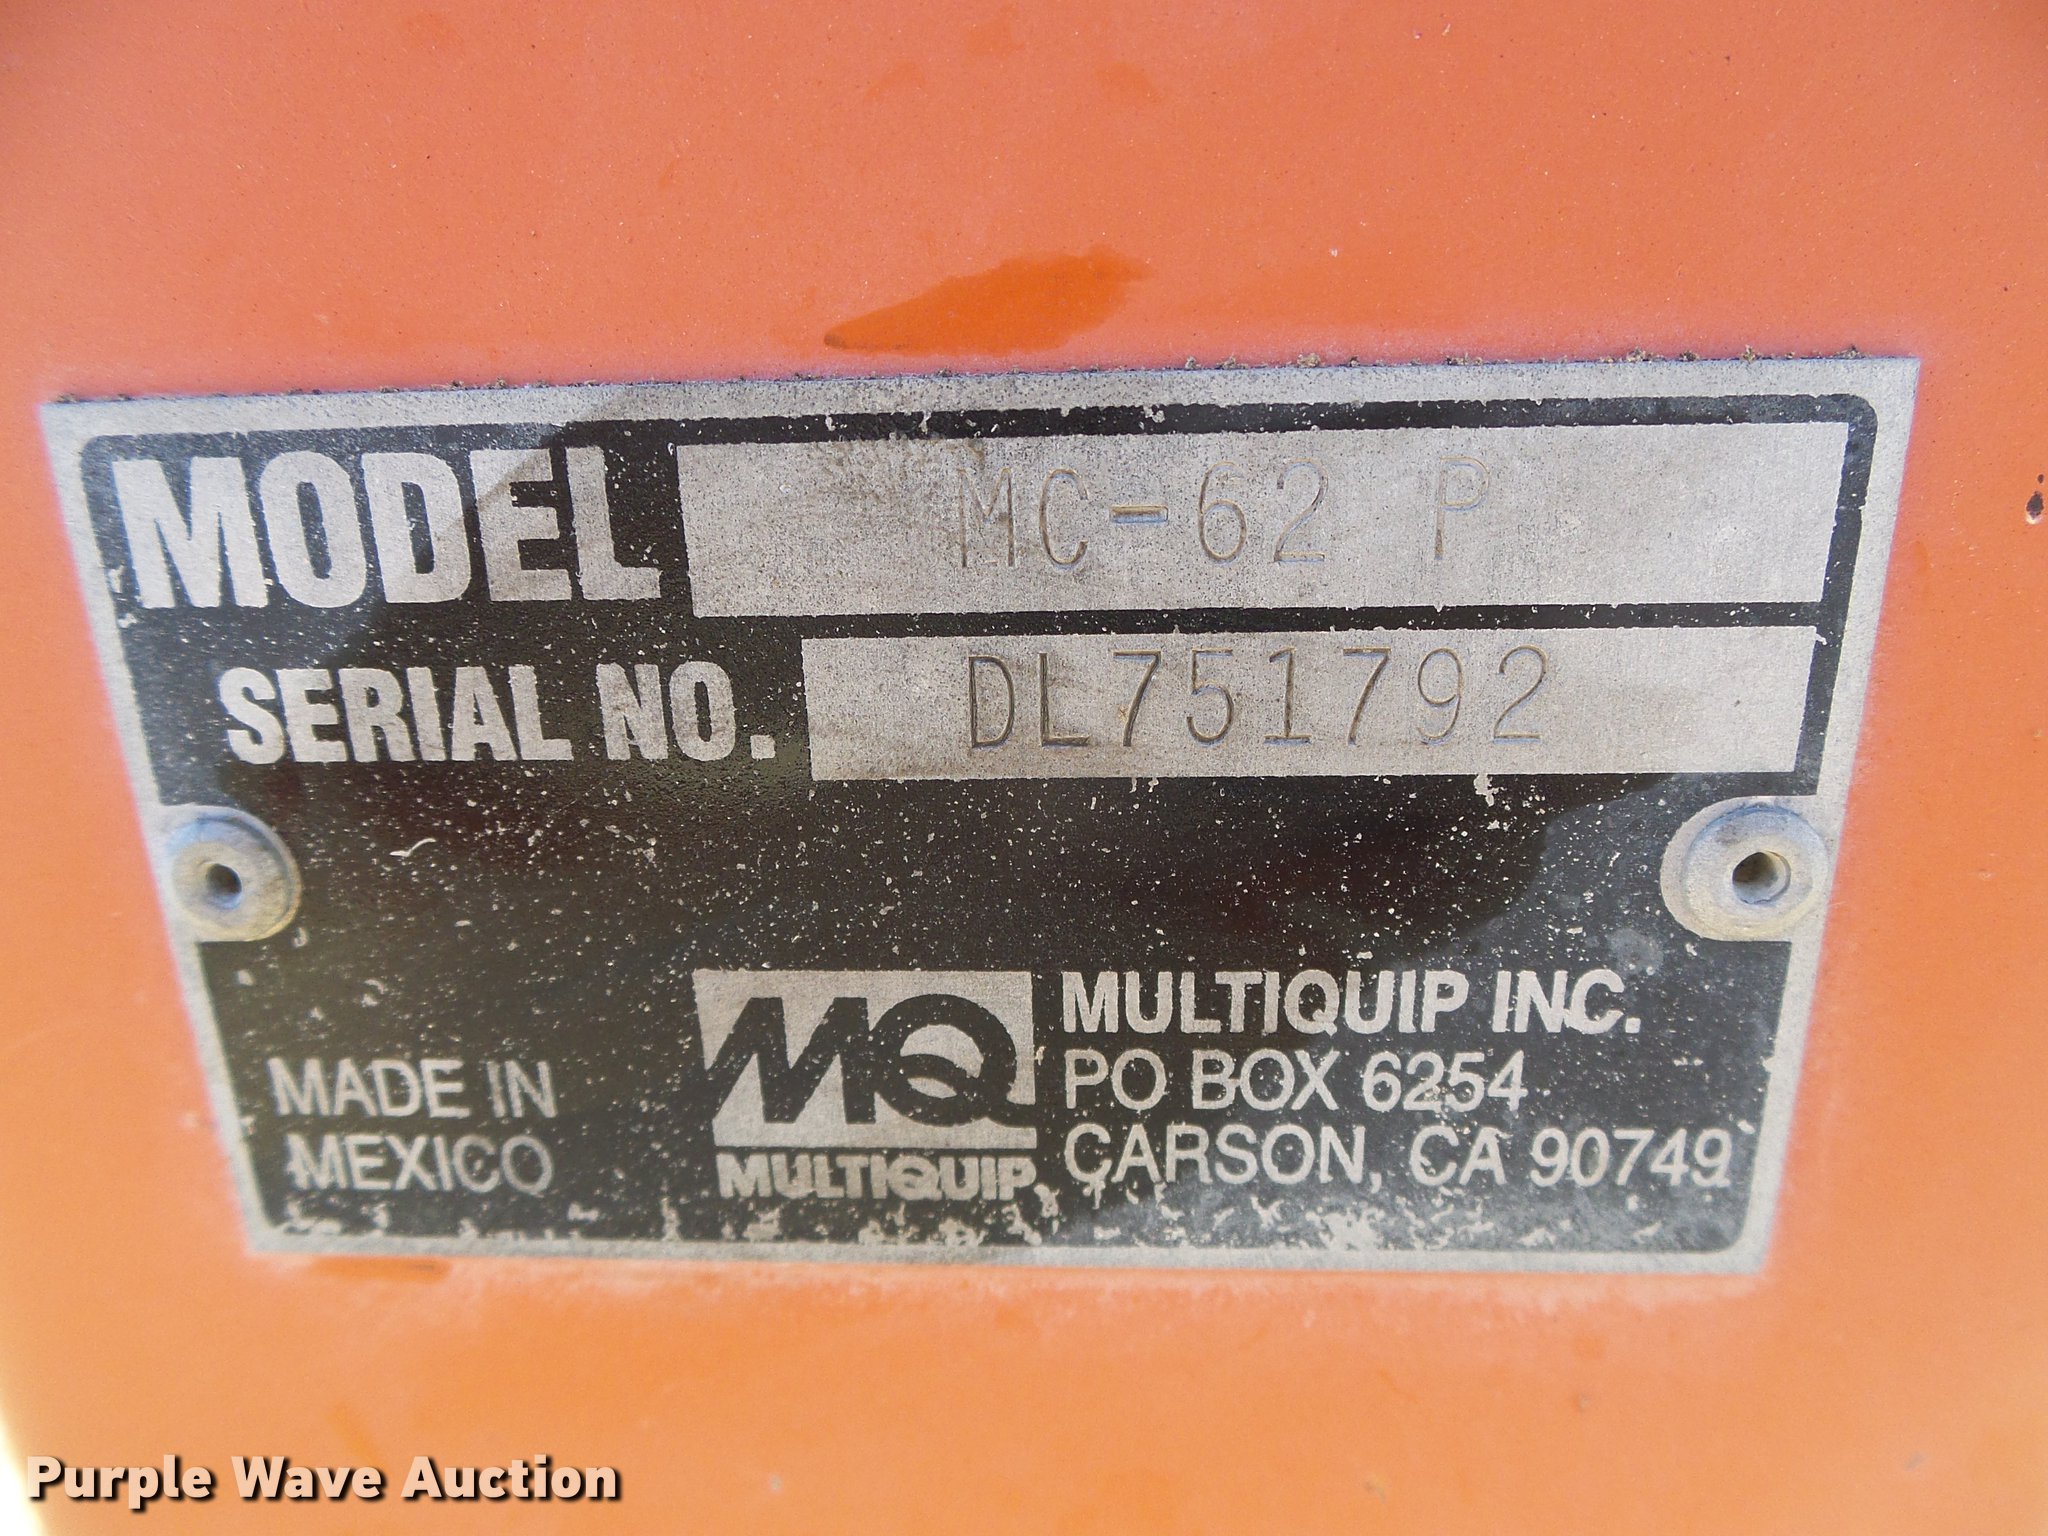 MODEL MC-62 P
SERIAL NO. DL751792
MADE IN
MEXICO
MQ
MULTIQUIP
MULTIQUIP INC.
PO BOX 6254
CARSON, CA 90749
Purple Wave Auction